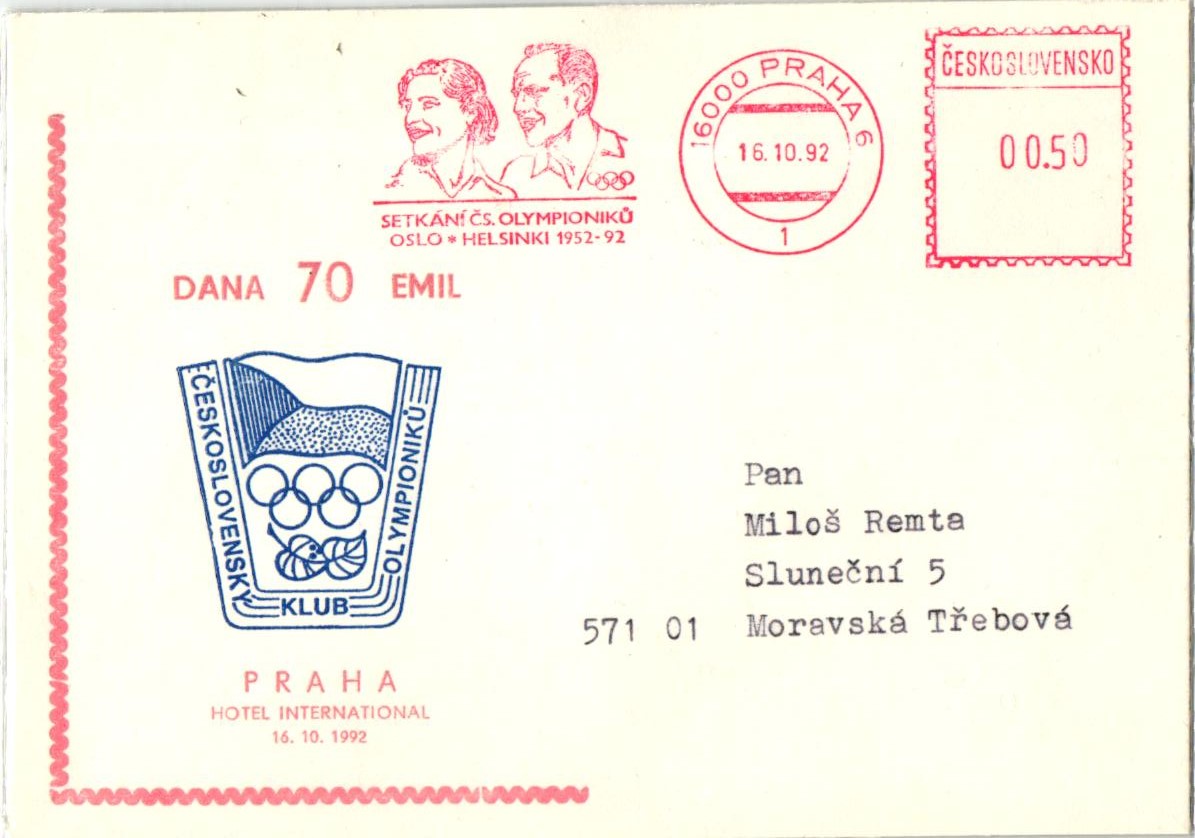 SETKÁNÍ ČS. OLYMPIONIKŮ
OSLO * HELSINKI 1952-92
16000 PRAHA 6
16.10.92
1
ČESKOSLOVENSKO
00.50
DANA 70 EMIL
ČESKOSLOVENSKÝ
KLUB
OLYMPIONIKŮ
PRAHA
HOTEL INTERNATIONAL
16. 10. 1992
Pan
Miloš Remta
Sluneční 5
571 01 Moravská Třebová